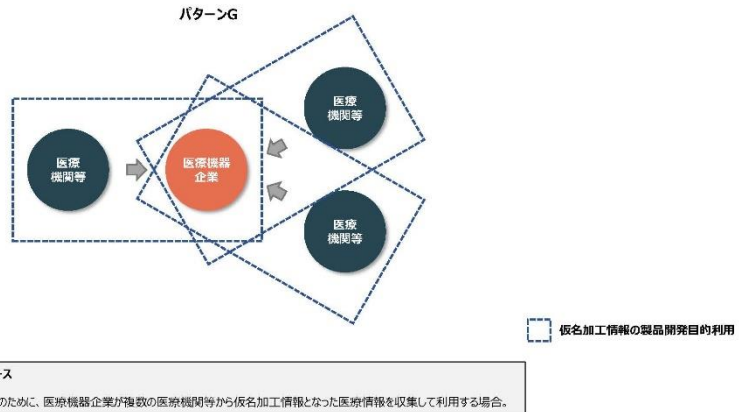 パターンG
医療
機関等
医療
機関等
医療機器
企業
医療
機関等
仮名加工情報の製品開発目的利用
ース
のために、医療機器企業が複数の医療機関等から仮名加工情報となった医療情報を収集して利用する場合。